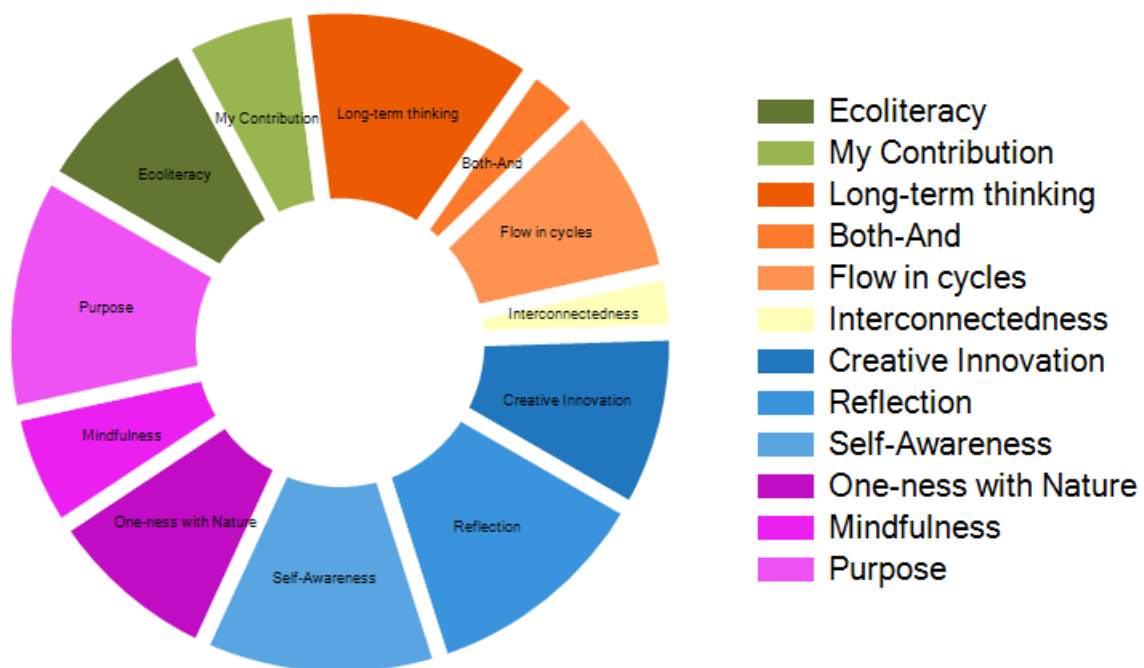 My Contribution
Long-term thinking
Both-And
Ecoliteracy
Flow in cycles
Purpose
Interconnectedness
Creative Innovation
Mindfulness
One-ness with Nature
Reflection
Self-Awareness
Ecoliteracy
My Contribution
Long-term thinking
Both-And
Flow in cycles
Interconnectedness
Creative Innovation
Reflection
Self-Awareness
One-ness with Nature
Mindfulness
Purpose